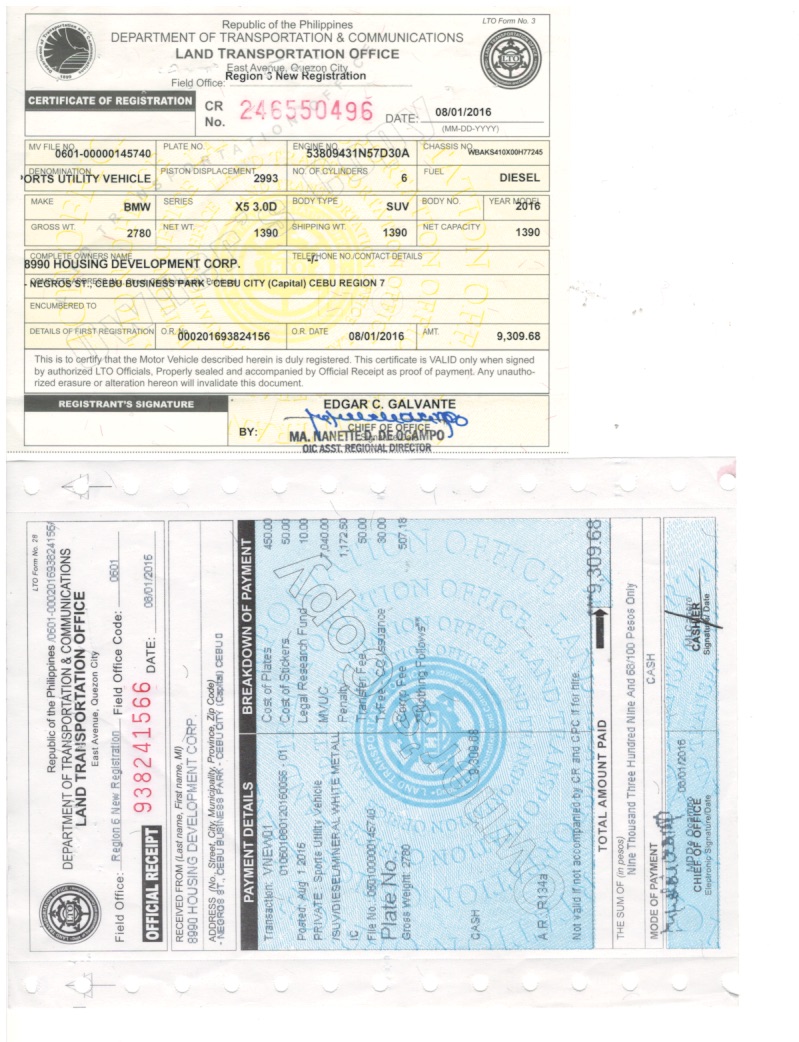 LTO Form No. 3
Republic of the Philippines
DEPARTMENT OF TRANSPORTATION & COMMUNICATIONS
LAND TRANSPORTATION OFFICE
East Avenue, Quezon City
Field Office: Region 6 New Registration
CERTIFICATE OF REGISTRATION
CR No. 246550496 DATE: 08/01/2016
(MM-DD-YYYY)
MV FILE NO. PLATE NO. ENGINE NO. CHASSIS NO.
0601-00000145740 53809431N57D30A WBAKS410X00H77245
DENOMINATION PISTON DISPLACEMENT NO. OF CYLINDERS FUEL
ORTS UTILITY VEHICLE 2993 6 DIESEL
MAKE SERIES BODY TYPE BODY NO. YEAR MODEL
BMW X5 3.0D SUV 2016
GROSS WT. NET WT. SHIPPING WT. NET CAPACITY
2780 1390 1390 1390
COMPLETE OWNERS NAME TELEPHONE NO./CONTACT DETAILS
8990 HOUSING DEVELOPMENT CORP. -/-
COMPLETE ADDRESS
- NEGROS ST., CEBU BUSINESS PARK - CEBU CITY (Capital) CEBU REGION 7
ENCUMBERED TO
DETAILS OF FIRST REGISTRATION O.R. No. 000201693824156 O.R. DATE 08/01/2016 AMT. 9,309.68
This is to certify that the Motor Vehicle described herein is duly registered. This certificate is VALID only when signed
by authorized LTO Officials, Properly sealed and accompanied by Official Receipt as proof of payment. Any unautho-
rized erasure or alteration hereon will invalidate this document.
REGISTRANT'S SIGNATURE
EDGAR C. GALVANTE
BY: CHIEF OF OFFICE
MA. NANETTE D. DE OCAMPO
OIC ASST. REGIONAL DIRECTOR
LTO Form No. 29
Republic of the Philippines /0601-000201693824156/
DEPARTMENT OF TRANSPORTATION & COMMUNICATIONS
LAND TRANSPORTATION OFFICE
East Avenue, Quezon City
Field Office: Region 6 New Registration Field Office Code: 0601
OFFICIAL RECEIPT 938241566 DATE: 08/01/2016
RECEIVED FROM (Last name, First name, MI)
8990 HOUSING DEVELOPMENT CORP.
ADDRESS (No., Street, City, Municipality, Province, Zip Code)
- NEGROS ST., CEBU BUSINESS PARK - CEBU CITY (Capital) CEBU
PAYMENT DETAILS
Transaction: VNEW01
Posted: Aug 1 2016
PRIVATE : Sports Utility Vehicle
/SUV/DIESEL/MINERAL WHITE METALL
IC
File No. 060100000145740
Plate No.:
Gross Weight: 2780
CASH 9,309.68
A.R. :R134a
Not valid if not accompanied by CR and CPC if for hire.
BREAKDOWN OF PAYMENT
Cost of Plates 450.00
Cost of Stickers 50.00
Legal Research Fund 10.00
MVUC 7,040.00
Penalty 1,172.50
Transfer Fee 50.00
Issuance 30.00
Comp. Fee 507.18
**Nothing Follows**
TOTAL AMOUNT PAID 9,309.68
THE SUM OF (in pesos) Nine Thousand Three Hundred Nine And 68/100 Pesos Only
MODE OF PAYMENT CASH
08/01/2016
CHIEF OF OFFICE
Electronic Signature/Date
CASHIER
Signature/ Date